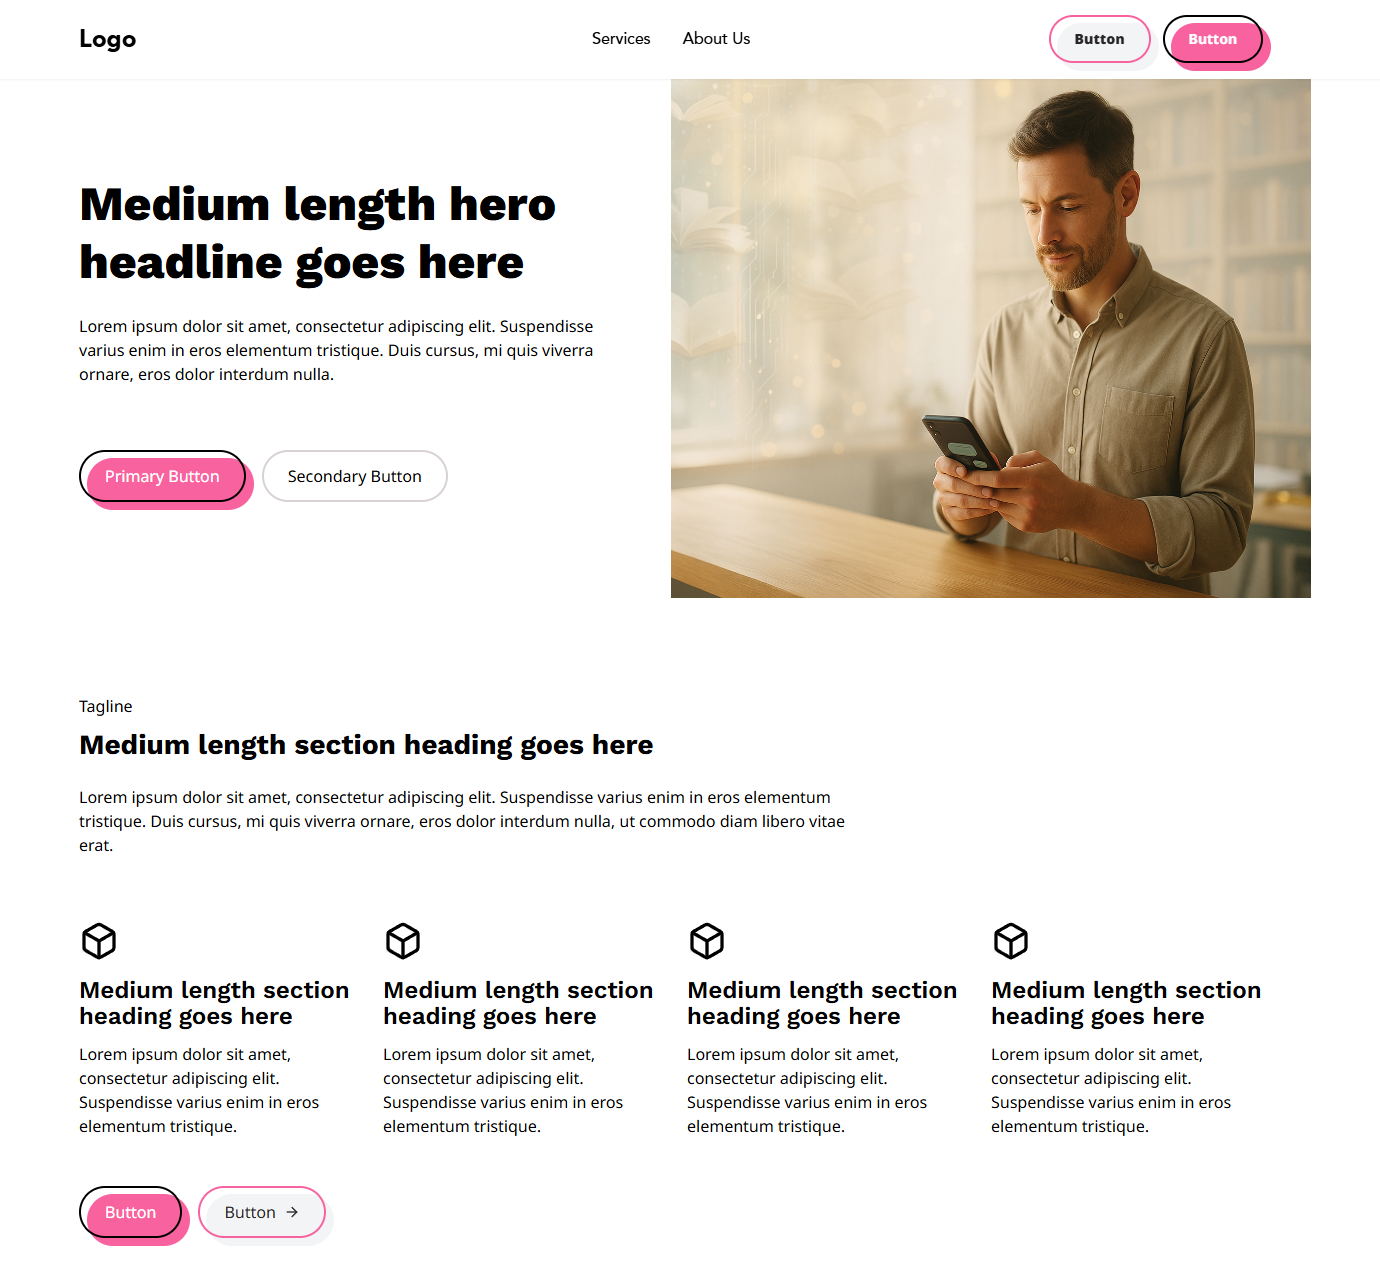 Logo
Services
About Us
Button
Button
Medium length hero
headline goes here
Lorem ipsum dolor sit amet, consectetur adipiscing elit. Suspendisse
varius enim in eros elementum tristique. Duis cursus, mi quis viverra
ornare, eros dolor interdum nulla.
Primary Button
Secondary Button
Tagline
Medium length section heading goes here
Lorem ipsum dolor sit amet, consectetur adipiscing elit. Suspendisse varius enim in eros elementum
tristique. Duis cursus, mi quis viverra ornare, eros dolor interdum nulla, ut commodo diam libero vitae
erat.
Medium length section
heading goes here
Lorem ipsum dolor sit amet,
consectetur adipiscing elit.
Suspendisse varius enim in eros
elementum tristique.
Medium length section
heading goes here
Lorem ipsum dolor sit amet,
consectetur adipiscing elit.
Suspendisse varius enim in eros
elementum tristique.
Medium length section
heading goes here
Lorem ipsum dolor sit amet,
consectetur adipiscing elit.
Suspendisse varius enim in eros
elementum tristique.
Medium length section
heading goes here
Lorem ipsum dolor sit amet,
consectetur adipiscing elit.
Suspendisse varius enim in eros
elementum tristique.
Button
Button →